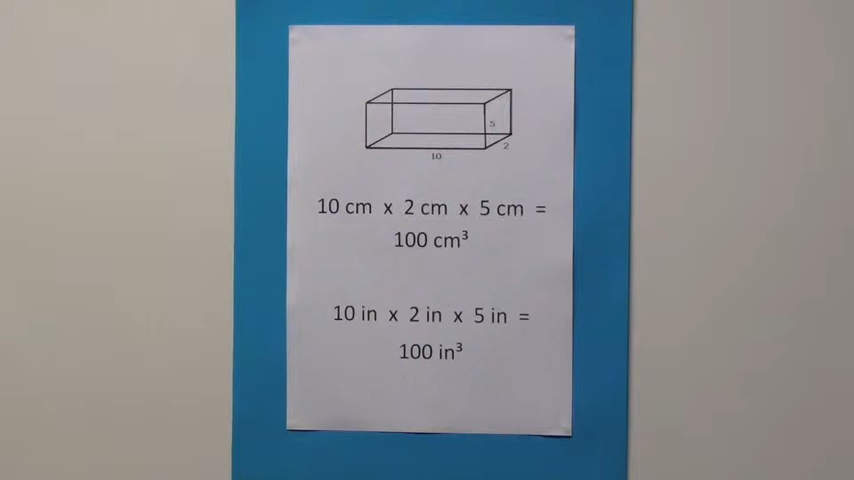 5
2
10
10 cm x 2 cm x 5 cm =
100 cm³
10 in x 2 in x 5 in =
100 in³